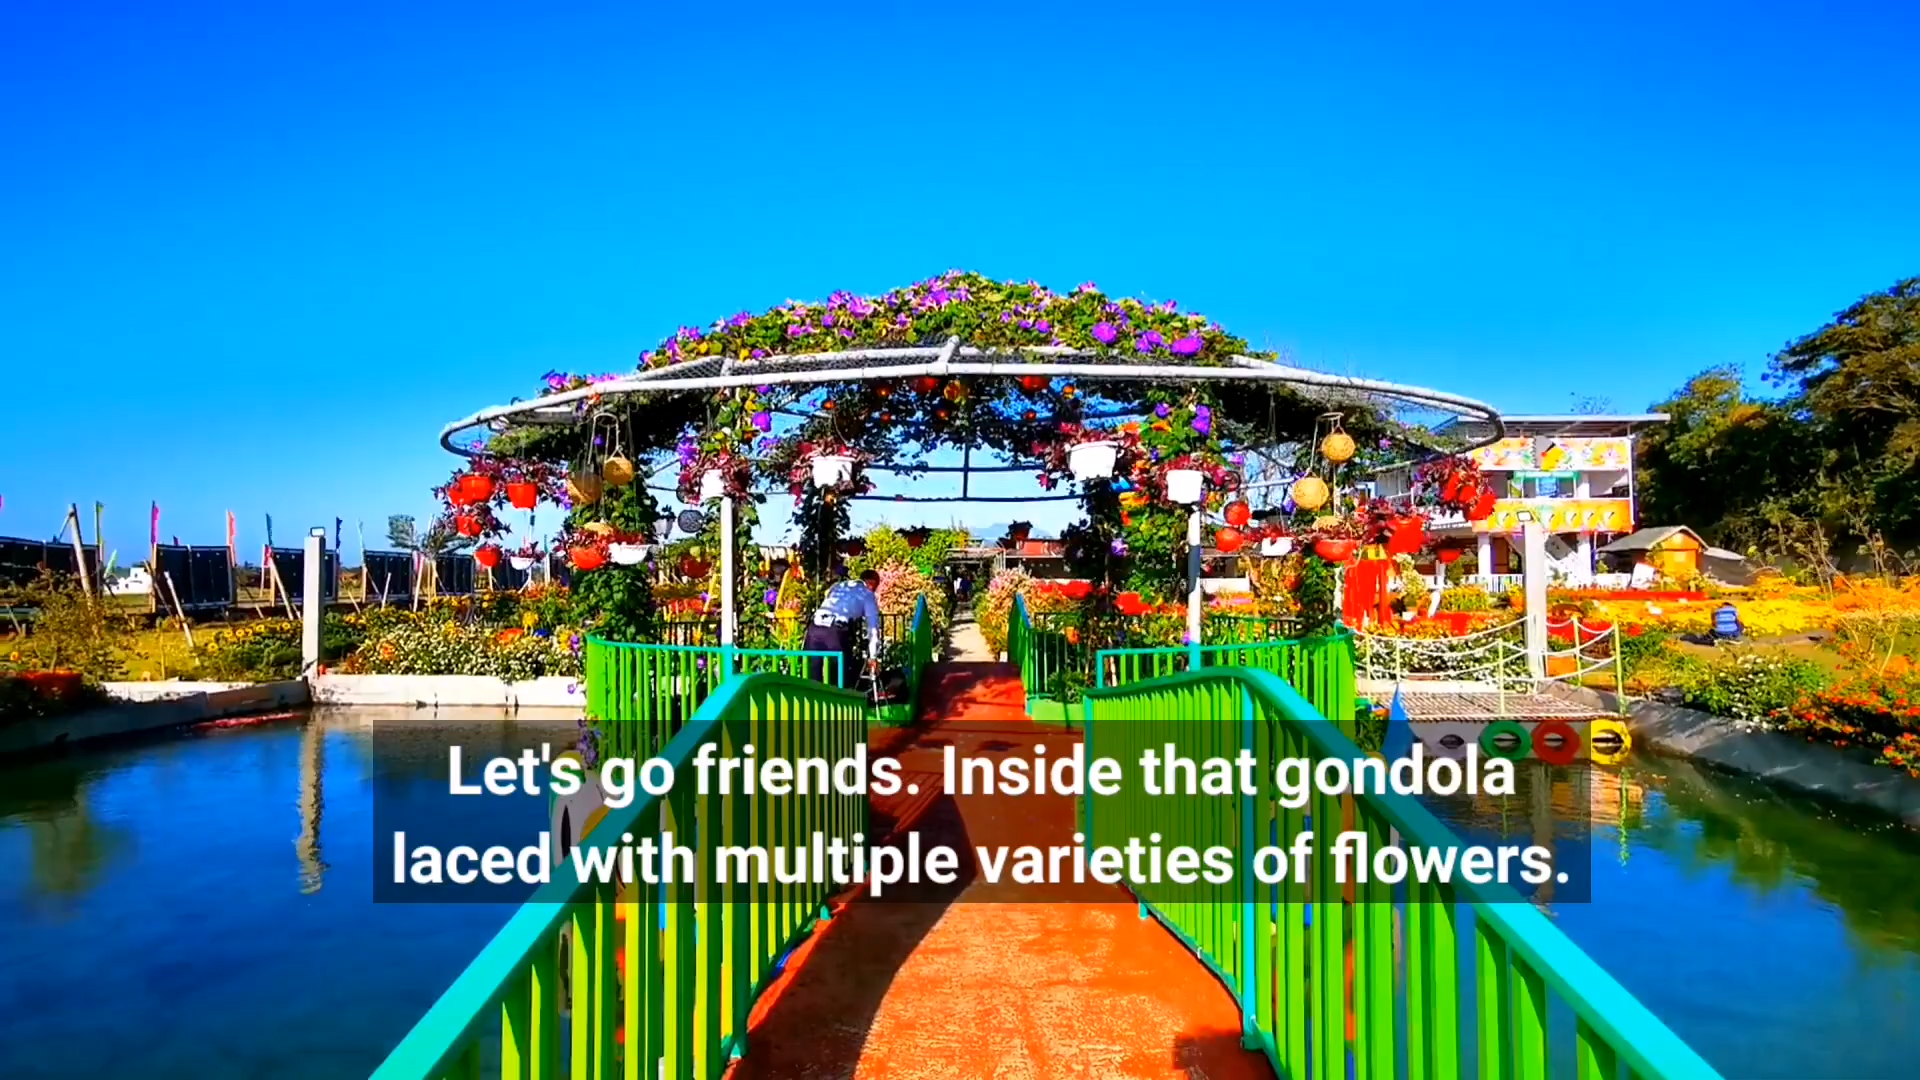 Let's go friends. Inside that gondola
laced with multiple varieties of flowers.